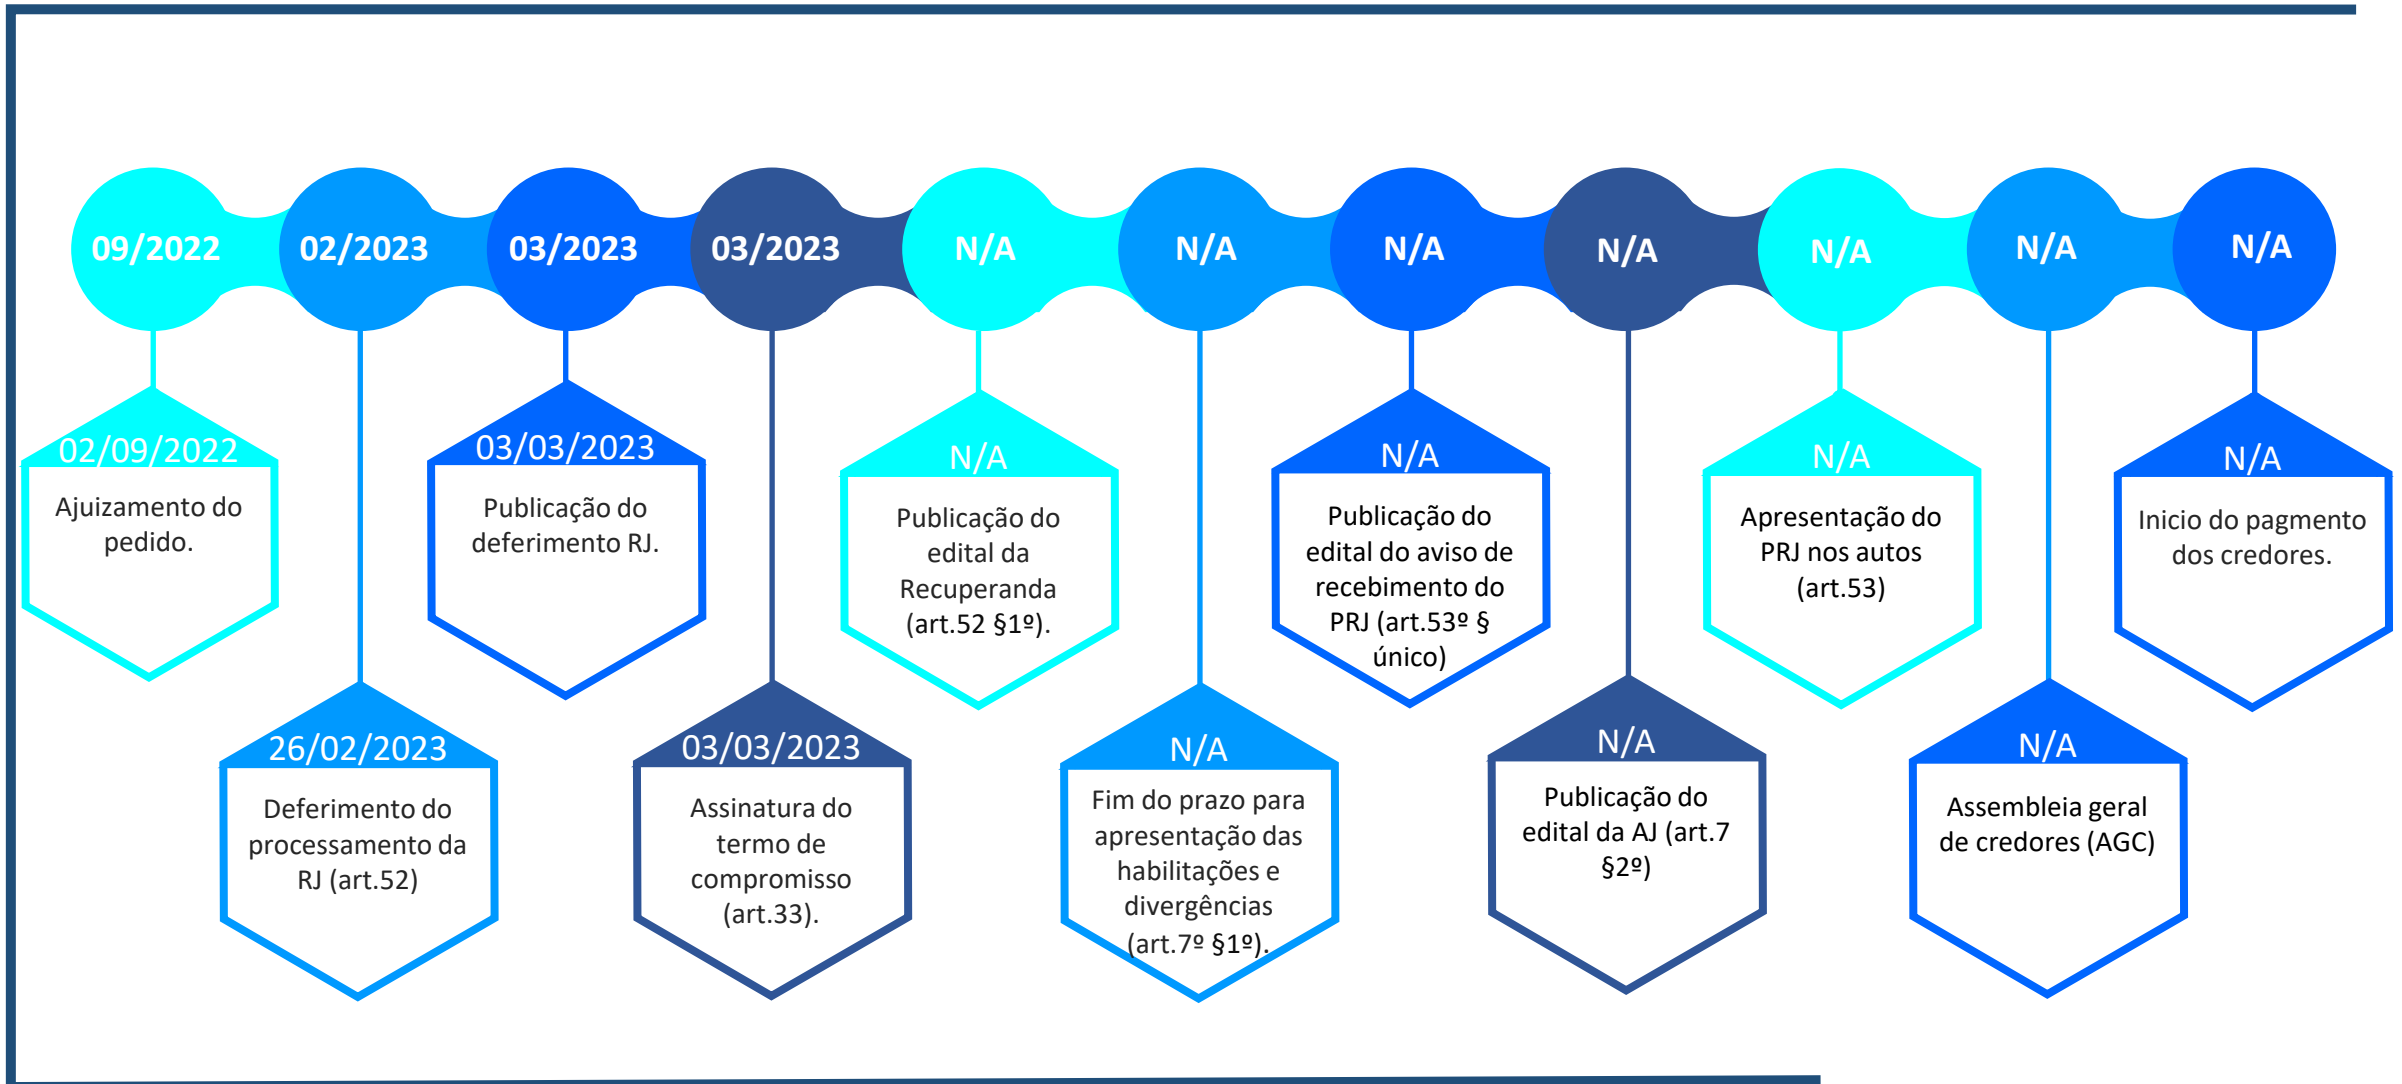 09/2022
02/2023
03/2023
03/2023
N/A
N/A
N/A
N/A
N/A
N/A
N/A
02/09/2022
Ajuizamento do
pedido.
26/02/2023
Deferimento do
processamento da
RJ (art.52)
03/03/2023
Publicação do
deferimento RJ.
03/03/2023
Assinatura do
termo de
compromisso
(art.33).
N/A
Publicação do
edital da
Recuperanda
(art.52 §1º).
N/A
Fim do prazo para
apresentação das
habilitações e
divergências
(art.7º §1º).
N/A
Publicação do
edital do aviso de
recebimento do
PRJ (art.53º §
único)
N/A
Publicação do
edital da AJ (art.7
§2º)
N/A
Apresentação do
PRJ nos autos
(art.53)
N/A
Assembleia geral
de credores (AGC)
N/A
Inicio do pagmento
dos credores.